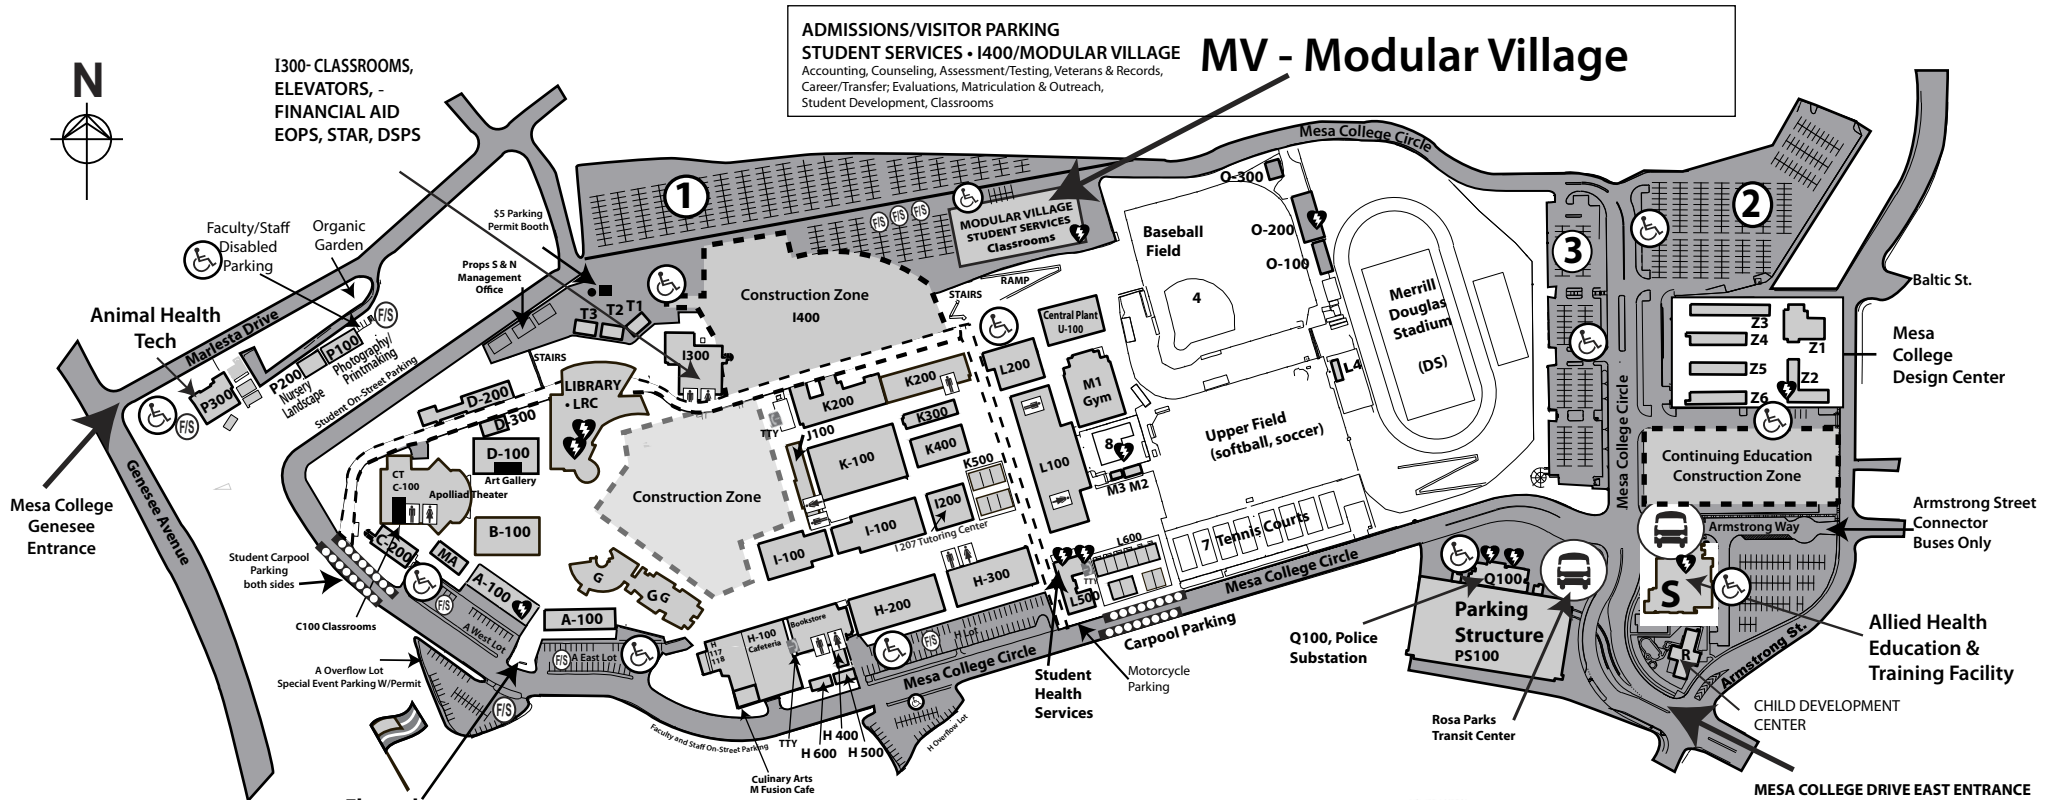 ADMISSIONS/VISITOR PARKING
STUDENT SERVICES • I400/MODULAR VILLAGE
Accounting, Counseling, Assessment/Testing, Veterans & Records,
Career/Transfer; Evaluations, Matriculation & Outreach,
Student Development, Classrooms
MV - Modular Village
N
I300- CLASSROOMS,
ELEVATORS, -
FINANCIAL AID
EOPS, STAR, DSPS
Mesa College Circle
1
2
3
$5 Parking
Permit Booth
F/S
F/S
F/S
MODULAR VILLAGE
STUDENT SERVICES
Classrooms
O-300
O-200
O-100
Baseball
Field
4
Faculty/Staff
Disabled
Parking
Organic
Garden
Props S & N
Management
Office
Construction Zone
I400
STAIRS
RAMP
Merrill
Douglas
Stadium
(DS)
Baltic St.
Animal Health
Tech
Marlesta Drive
F/S
P100
Photography/
Printmaking
P200
Nursery
Landscape
P300
F/S
Student On-Street Parking
T3
T2
T1
STAIRS
I300
Central Plant
U-100
L200
M1
Gym
L4
Z3
Z4
Z5
Z6
Z1
Z2
Mesa
College
Design Center
LIBRARY
• LRC
D-200
D-300
D-100
Art Gallery
K200
K200
K300
K400
K-100
K500
J100
TTY
L100
8
M3
M2
Upper Field
(softball, soccer)
Mesa College Circle
Continuing Education
Construction Zone
CT
C-100
Apolliad Theater
Construction Zone
I200
I-100
I-100
I 207 Tutoring Center
B-100
C-200
MA
A-100
A-100
G
G G
H-300
H-200
L600
L500
TTY
7 Tennis Courts
Mesa College Circle
Armstrong Way
Armstrong Street
Connector
Buses Only
Mesa College
Genesee
Entrance
Genesee Avenue
Student Carpool
Parking
both sides
C100 Classrooms
F/S
A West Lot
A Overflow Lot
Special Event Parking W/Permit
F/S
A East Lot
F/S
H
117
118
H-100
Cafeteria
Bookstore
F/S
H Lot
Mesa College Circle
Carpool Parking
Motorcycle
Parking
Student
Health
Services
Q100
Parking
Structure
PS100
Q100, Police
Substation
Rosa Parks
Transit Center
S
R
Armstrong St.
Allied Health
Education &
Training Facility
CHILD DEVELOPMENT
CENTER
Faculty and Staff On-Street Parking
TTY
H 600
H 400
H 500
H Overflow Lot
Culinary Arts
M Fusion Cafe
MESA COLLEGE DRIVE EAST ENTRANCE